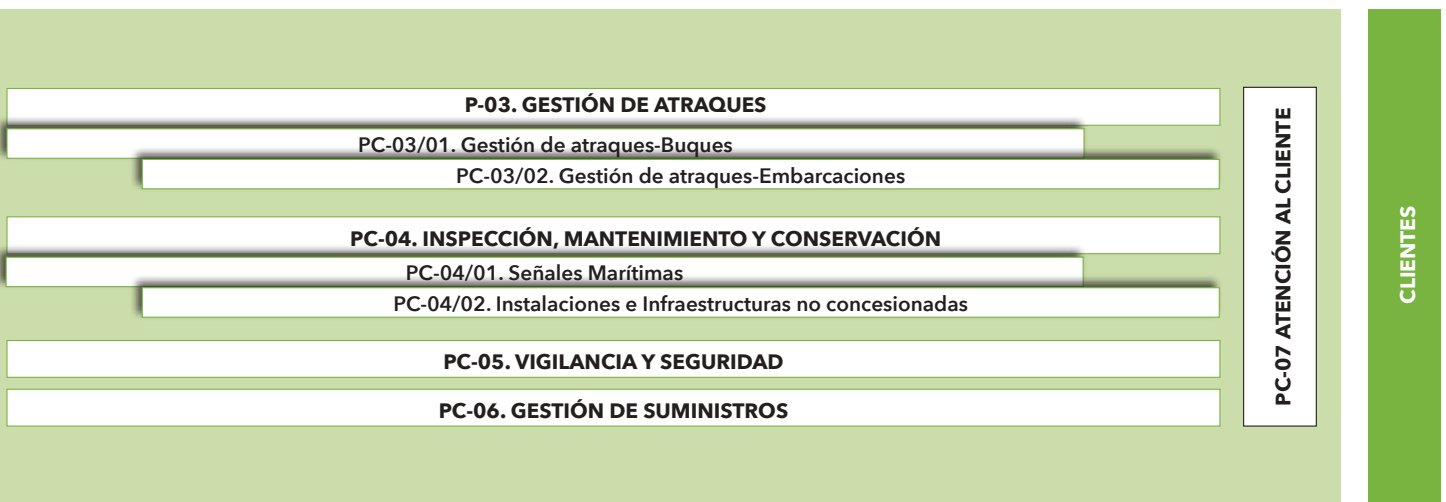 P-03. GESTIÓN DE ATRAQUES
PC-03/01. Gestión de atraques-Buques
PC-03/02. Gestión de atraques-Embarcaciones
PC-04. INSPECCIÓN, MANTENIMIENTO Y CONSERVACIÓN
PC-04/01. Señales Marítimas
PC-04/02. Instalaciones e Infraestructuras no concesionadas
PC-05. VIGILANCIA Y SEGURIDAD
PC-06. GESTIÓN DE SUMINISTROS
PC-07 ATENCIÓN AL CLIENTE
CLIENTES